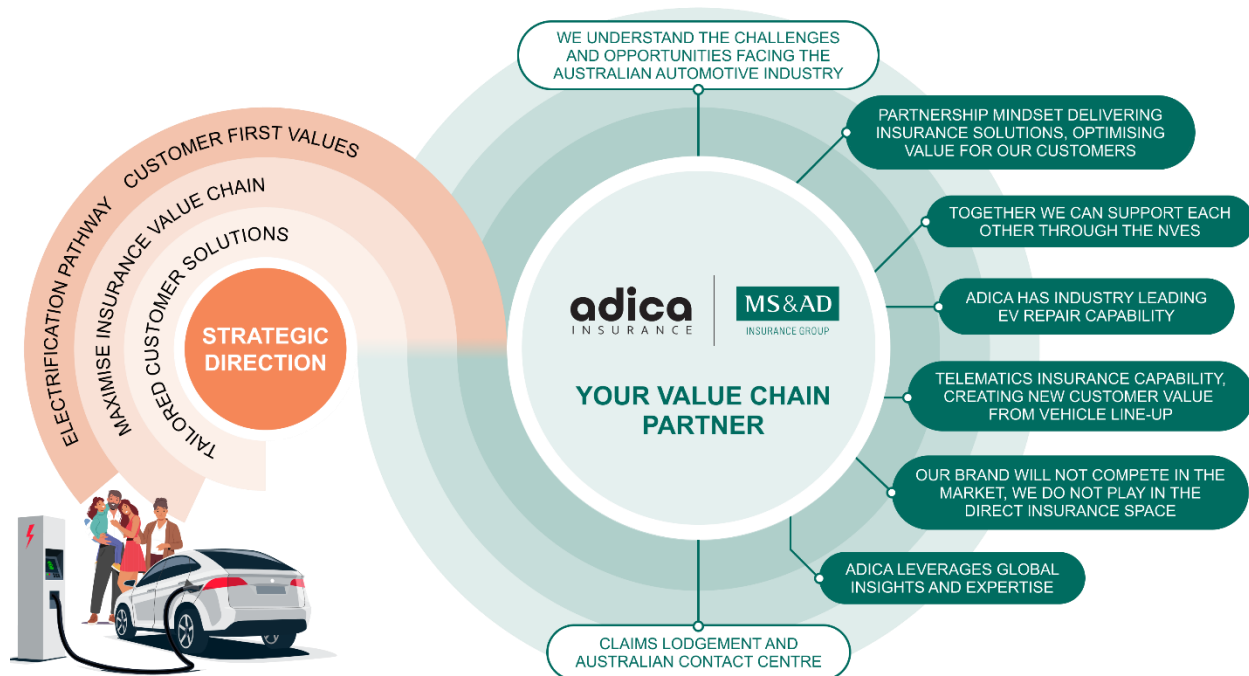 WE UNDERSTAND THE CHALLENGES
AND OPPORTUNITIES FACING THE
AUSTRALIAN AUTOMOTIVE INDUSTRY
PARTNERSHIP MINDSET DELIVERING
INSURANCE SOLUTIONS, OPTIMISING
VALUE FOR OUR CUSTOMERS
ELECTRIFICATION PATHWAY CUSTOMER FIRST VALUES
MAXIMISE INSURANCE VALUE CHAIN
TAILORED CUSTOMER SOLUTIONS
STRATEGIC
DIRECTION
TOGETHER WE CAN SUPPORT EACH
OTHER THROUGH THE NVES
adica
INSURANCE
MS&AD
INSURANCE GROUP
YOUR VALUE CHAIN
PARTNER
ADICA HAS INDUSTRY LEADING
EV REPAIR CAPABILITY
TELEMATICS INSURANCE CAPABILITY,
CREATING NEW CUSTOMER VALUE
FROM VEHICLE LINE-UP
OUR BRAND WILL NOT COMPETE IN THE
MARKET, WE DO NOT PLAY IN THE
DIRECT INSURANCE SPACE
ADICA LEVERAGES GLOBAL
INSIGHTS AND EXPERTISE
CLAIMS LODGEMENT AND
AUSTRALIAN CONTACT CENTRE